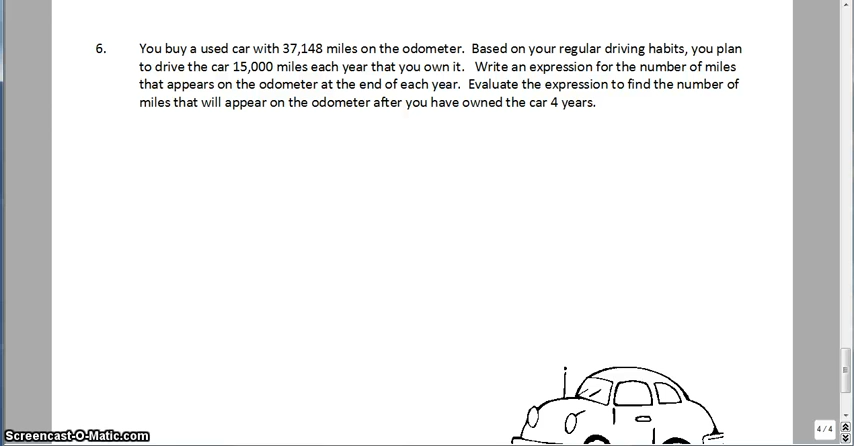 6. You buy a used car with 37,148 miles on the odometer. Based on your regular driving habits, you plan
to drive the car 15,000 miles each year that you own it. Write an expression for the number of miles
that appears on the odometer at the end of each year. Evaluate the expression to find the number of
miles that will appear on the odometer after you have owned the car 4 years.
4 / 4
Screencast-O-Matic.com